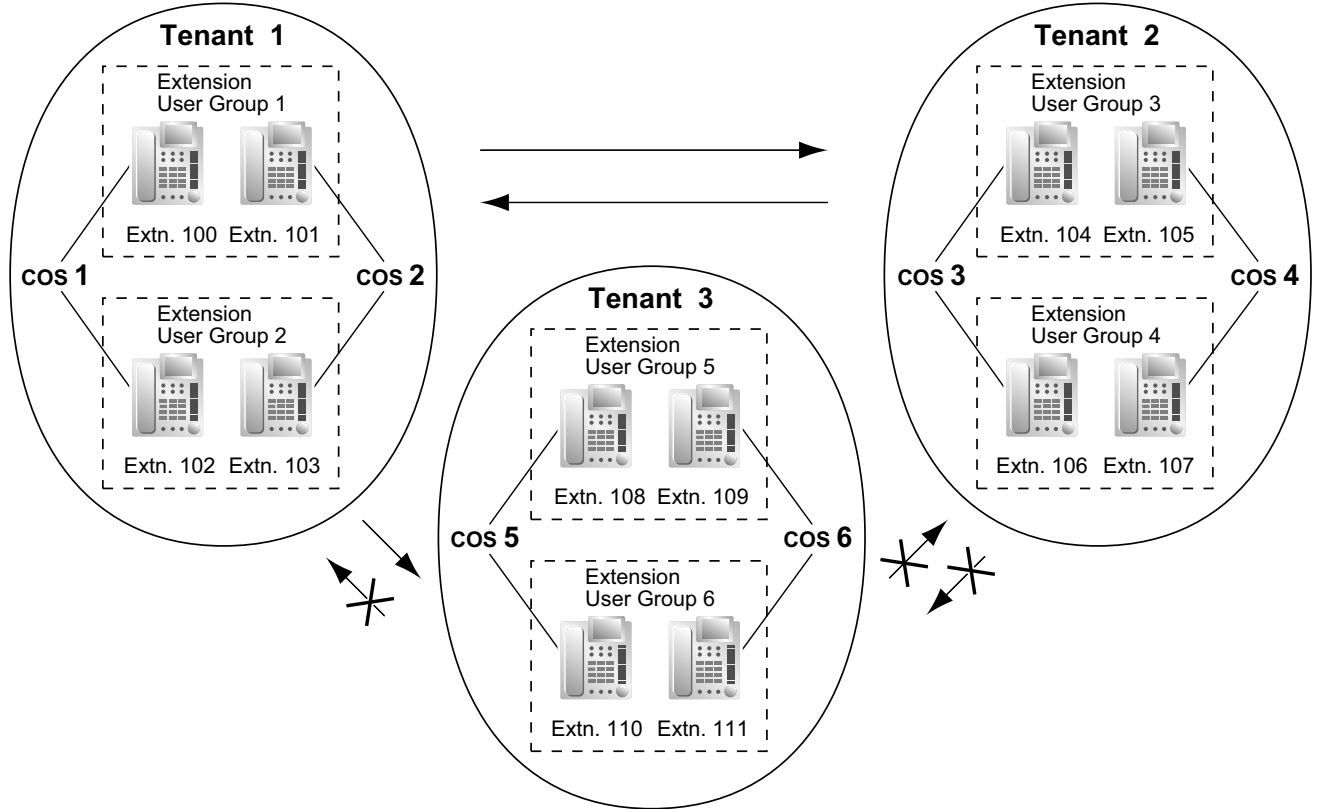 Tenant 1
Extension
User Group 1
Extn. 100 Extn. 101
COS 1
COS 2
Extension
User Group 2
Extn. 102 Extn. 103
Tenant 2
Extension
User Group 3
Extn. 104 Extn. 105
COS 3
COS 4
Extension
User Group 4
Extn. 106 Extn. 107
Tenant 3
Extension
User Group 5
Extn. 108 Extn. 109
COS 5
COS 6
Extension
User Group 6
Extn. 110 Extn. 111